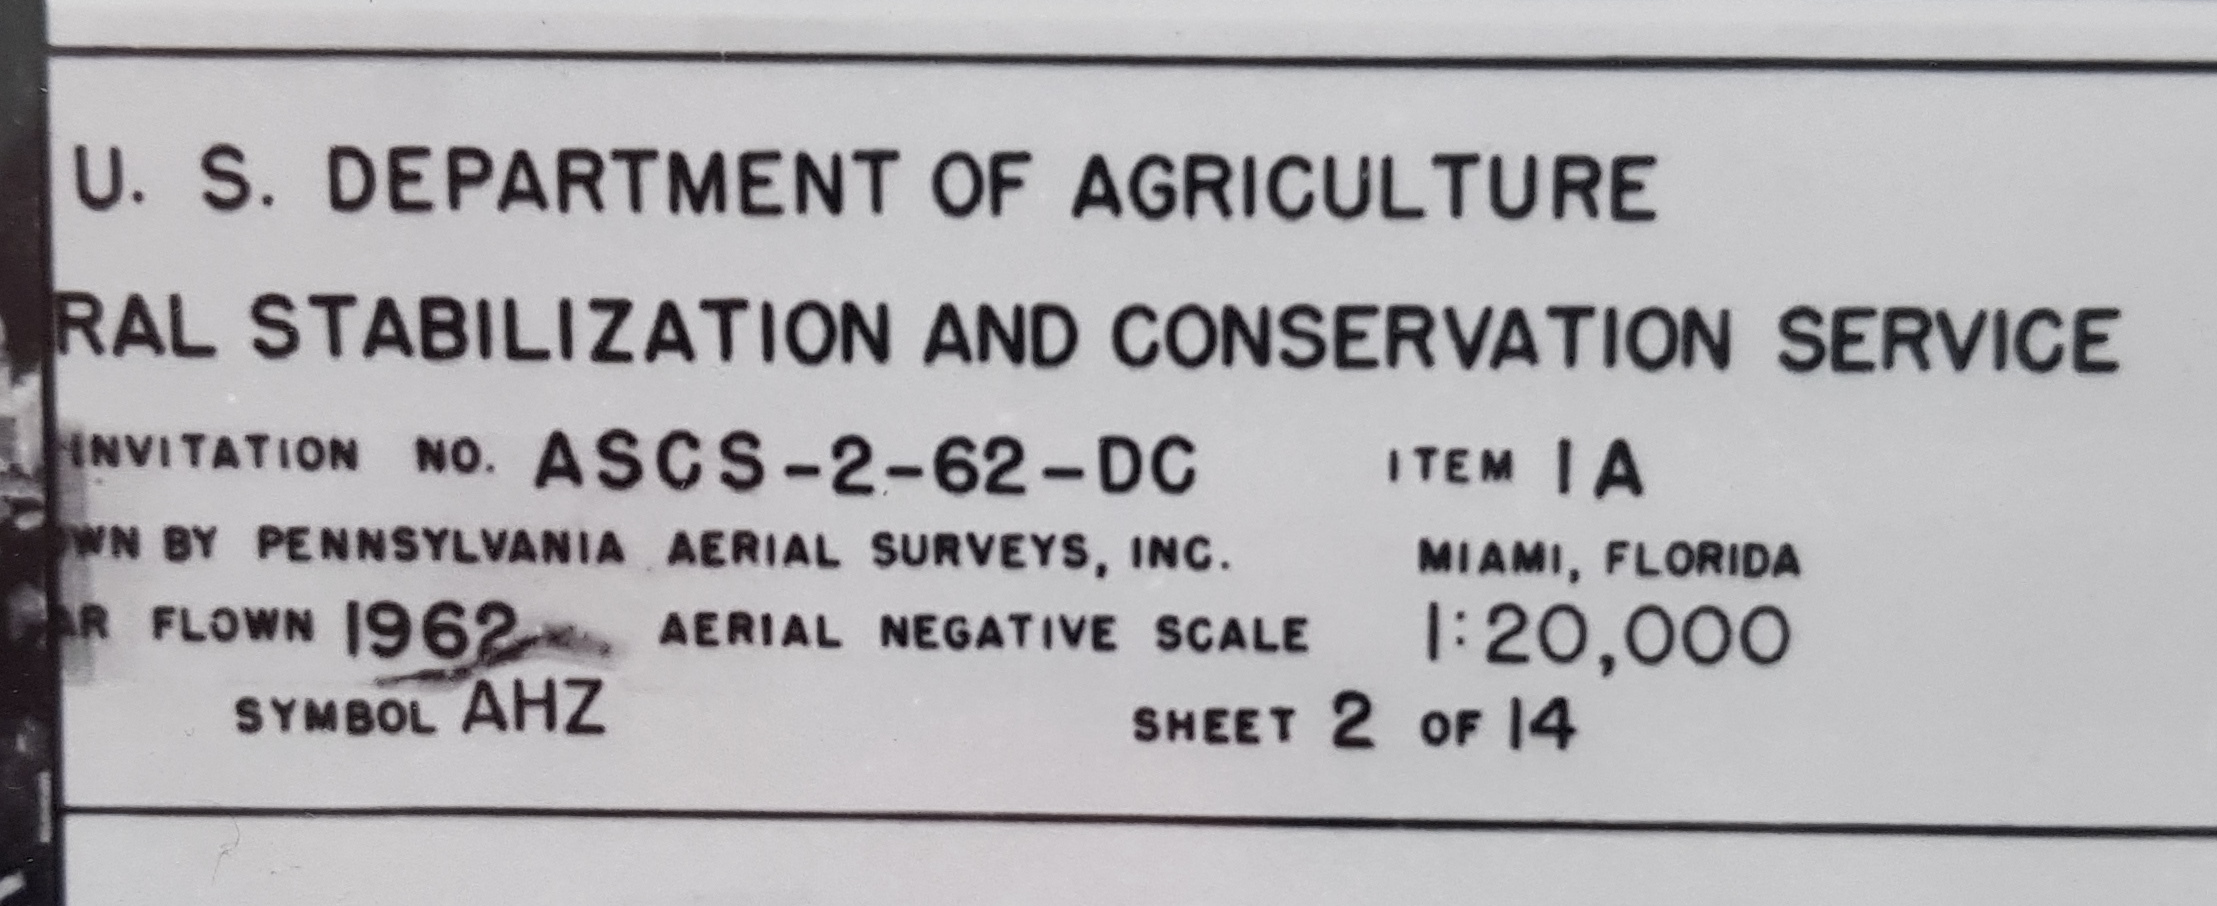 U. S. DEPARTMENT OF AGRICULTURE
RAL STABILIZATION AND CONSERVATION SERVICE
INVITATION NO. ASCS-2-62-DC ITEM 1A
WN BY PENNSYLVANIA AERIAL SURVEYS, INC. MIAMI, FLORIDA
AR FLOWN 1962 AERIAL NEGATIVE SCALE 1:20,000
SYMBOL AHZ SHEET 2 OF 14